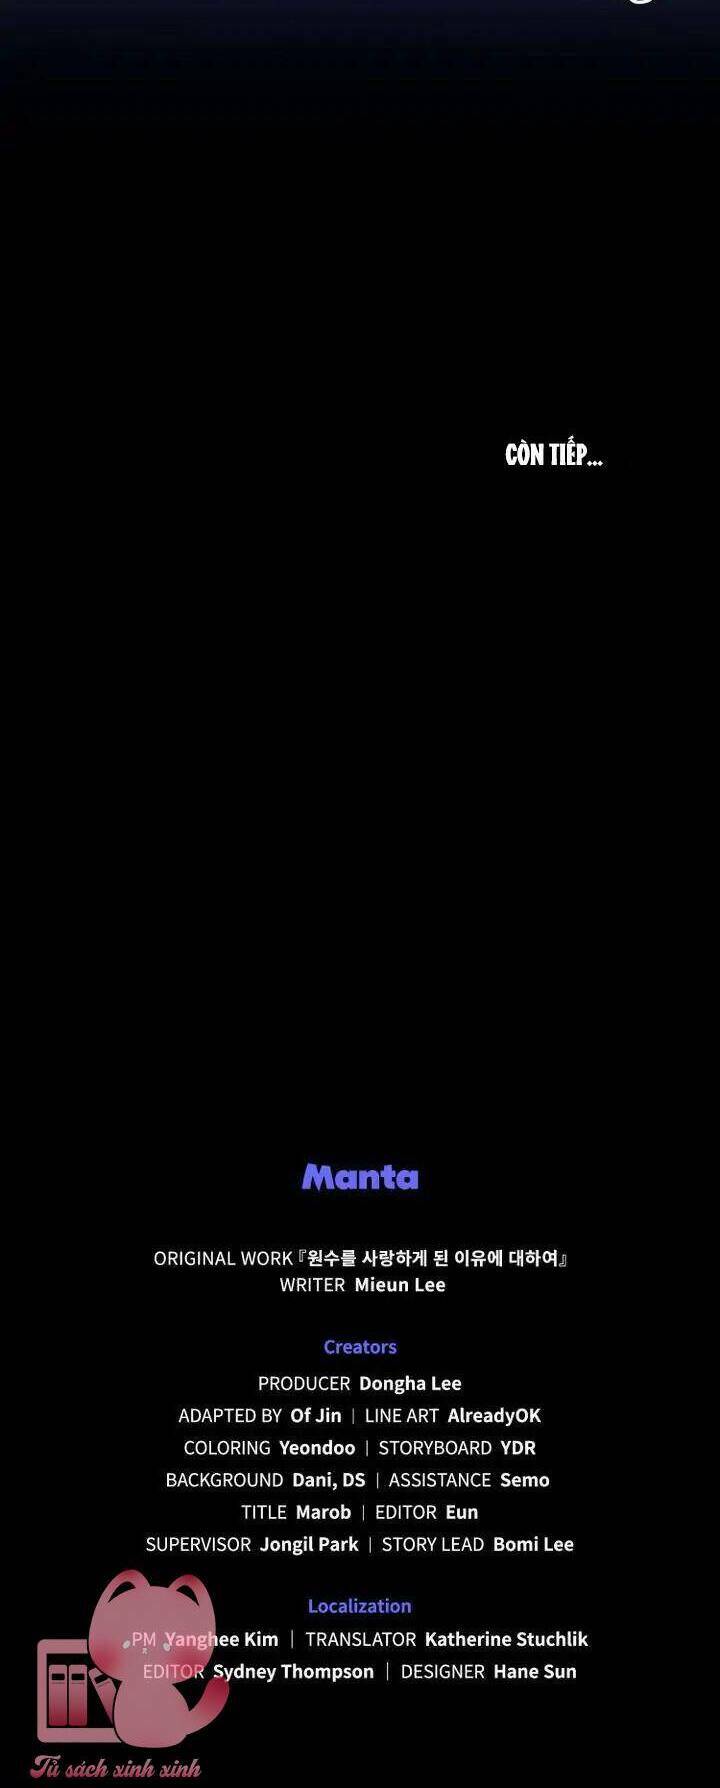 CÒN TIẾP...
Manta
ORIGINAL WORK『원수를 사랑하게 된 이유에 대하여』
WRITER Mieun Lee
Creators
PRODUCER Dongha Lee
ADAPTED BY Of Jin | LINE ART AlreadyOK
COLORING Yeondoo | STORYBOARD YDR
BACKGROUND Dani, DS | ASSISTANCE Semo
TITLE Marob | EDITOR Eun
SUPERVISOR Jongil Park | STORY LEAD Bomi Lee
Localization
PM Yanghee Kim | TRANSLATOR Katherine Stuchlik
EDITOR Sydney Thompson | DESIGNER Hane Sun
Tủ sách xinh xinh